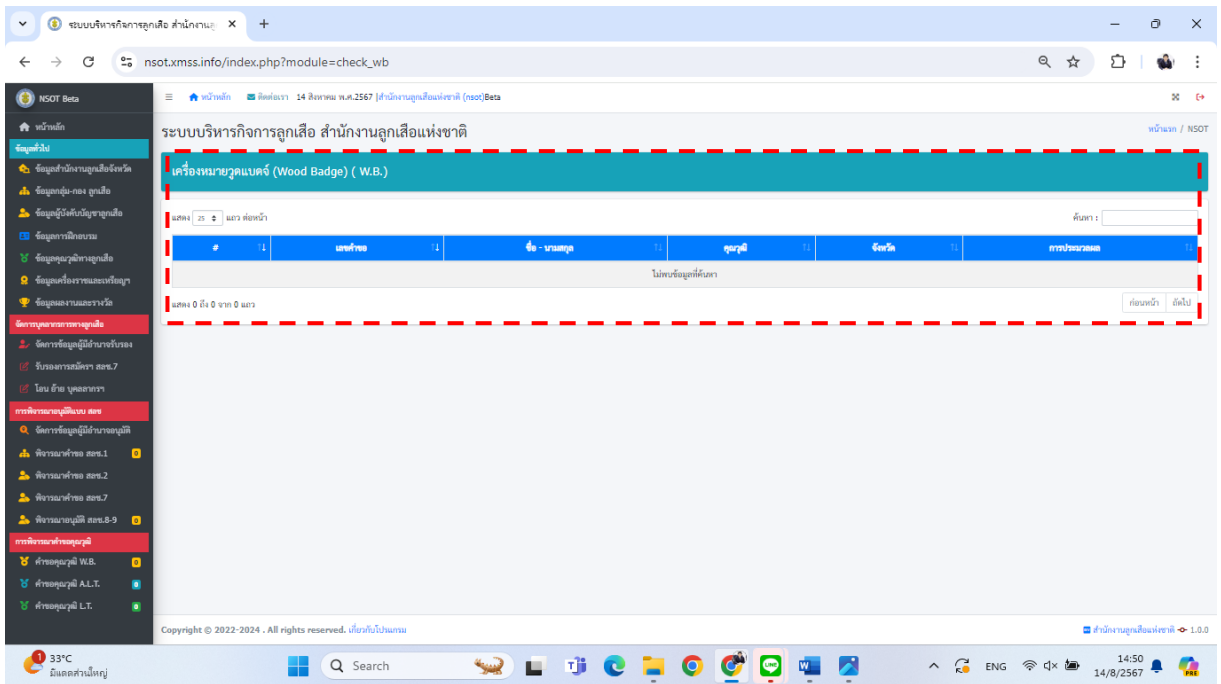 ระบบบริหารกิจการลูกเสือ สำนักงานลู
nsot.xmss.info/index.php?module=check_wb
NSOT Beta
หน้าหลัก ติดต่อเรา 14 สิงหาคม พ.ศ.2567 |สำนักงานลูกเสือแห่งชาติ (nsot)Beta
หน้าหลัก
ระบบบริหารกิจการลูกเสือ สำนักงานลูกเสือแห่งชาติ
หน้าแรก / NSOT
ข้อมูลทั่วไป
ข้อมูลสำนักงานลูกเสือจังหวัด
ข้อมูลกลุ่ม-กอง ลูกเสือ
ข้อมูลผู้บังคับบัญชาลูกเสือ
ข้อมูลการฝึกอบรม
ข้อมูลคุณวุฒิทางลูกเสือ
ข้อมูลเครื่องราชและเหรียญฯ
ข้อมูลผลงานและรางวัล
จัดการบุคลากรทางลูกเสือ
จัดการข้อมูลผู้มีอำนาจรับรอง
รับรองการสมัครฯ สลช.7
โอน ย้าย บุคลลากรฯ
การพิจารณาอนุมัติแบบ สลช
จัดการข้อมูลผู้มีอำนาจอนุมัติ
พิจารณาคำขอ สลช.1 0
พิจารณาคำขอ สลช.2
พิจารณาคำขอ สลช.7
พิจารณาอนุมัติ สลช.8-9 0
การพิจารณาคำขอคุณวุฒิ
คำขอคุณวุฒิ W.B. 0
คำขอคุณวุฒิ A.L.T. 0
คำขอคุณวุฒิ L.T. 0
เครื่องหมายวูดแบดจ์ (Wood Badge) ( W.B.)
แสดง 25 แถว ต่อหน้า
ค้นหา :
# เลขคำขอ ชื่อ - นามสกุล คุณวุฒิ จังหวัด การประมวลผล
ไม่พบข้อมูลที่ค้นหา
แสดง 0 ถึง 0 จาก 0 แถว
ก่อนหน้า ถัดไป
Copyright © 2022-2024 . All rights reserved. เกี่ยวกับโปรแกรม
สำนักงานลูกเสือแห่งชาติ 1.0.0
1
33°C
มีแดดส่วนใหญ่
Search
ENG
14:50
14/8/2567